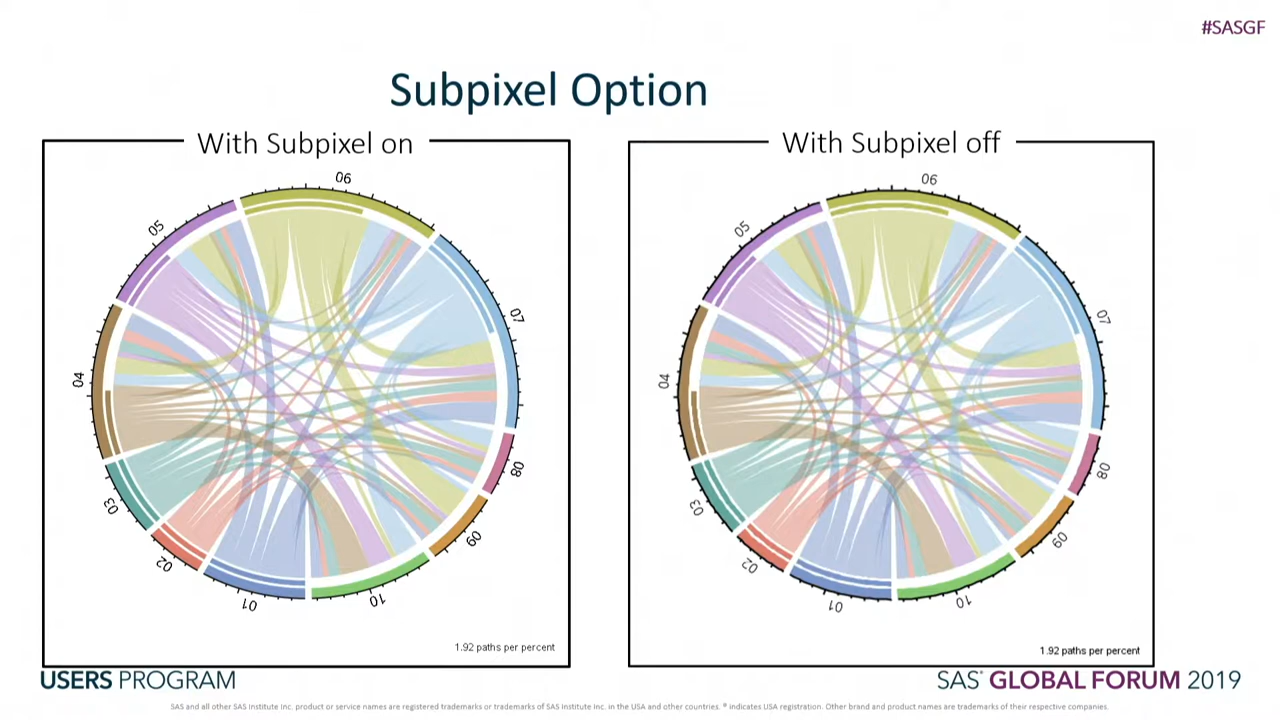 #SASGF
Subpixel Option
With Subpixel on
06
05
07
04
08
03
09
02
01
10
1.92 paths per percent
With Subpixel off
06
05
07
04
08
03
09
02
01
10
1.92 paths per percent
USERS PROGRAM
SAS® GLOBAL FORUM 2019
SAS and all other SAS Institute Inc. product or service names are registered trademarks or trademarks of SAS Institute Inc. in the USA and other countries. ® indicates USA registration. Other brand and product names are trademarks of their respective companies.